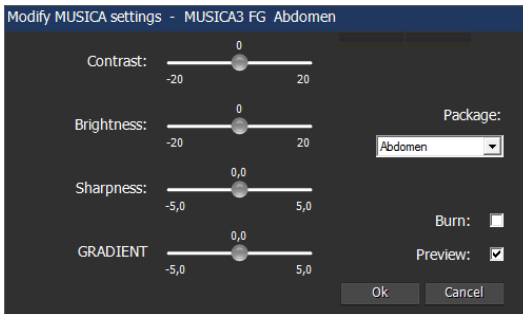 Modify MUSICA settings - MUSICA3 FG Abdomen
0
Contrast:
-20 20
0
Brightness:
-20 20
Package:
Abdomen
0,0
Sharpness:
-5,0 5,0
Burn:
0,0
GRADIENT
Preview:
-5,0 5,0
Ok Cancel